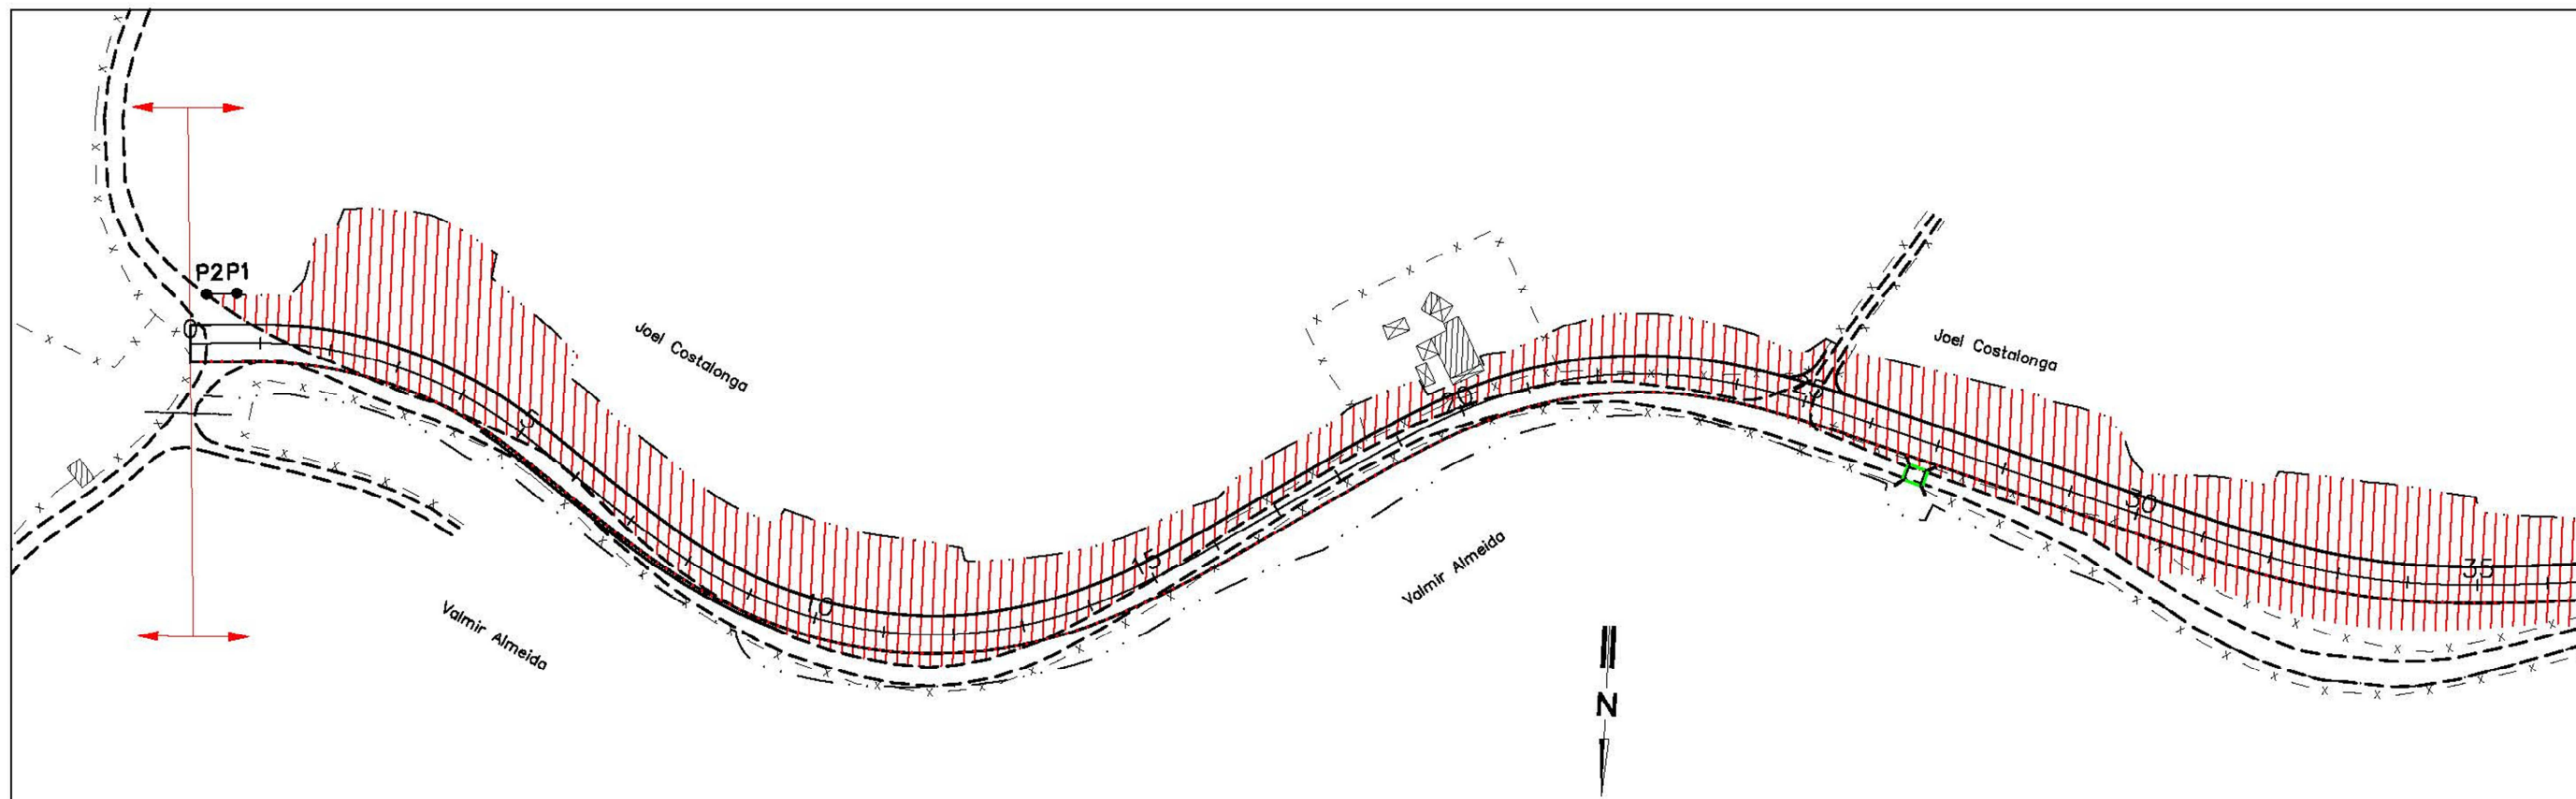 P2P1
0
Joel Costalonga
Joel Costalonga
20
25
5
30
15
35
10
Valmir Almeida
Valmir Almeida
N